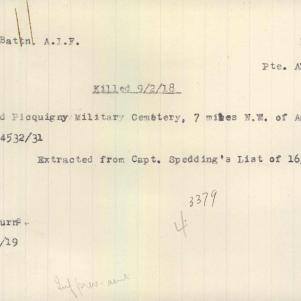 Battn. A.I.F.
Pte. A
Killed 9/2/18
d Picquigny Military Cemetery, 7 miles N.W. of A
4532/31
Extracted from Capt. Spedding's List of 16/
3379
4
urn.
/19